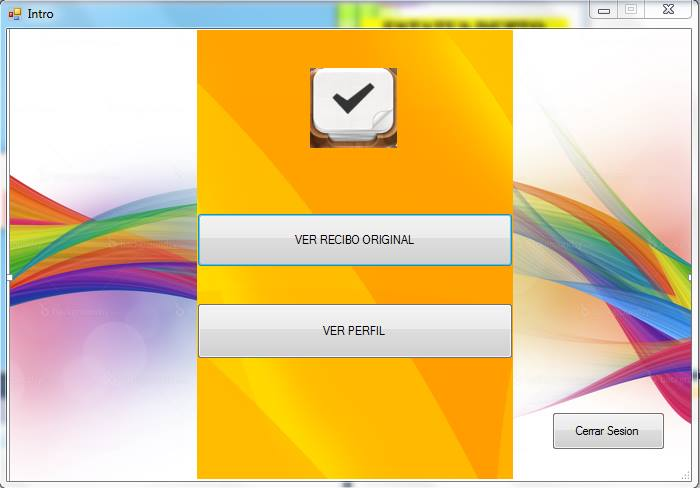 Intro
VER RECIBO ORIGINAL
VER PERFIL
Cerrar Sesion